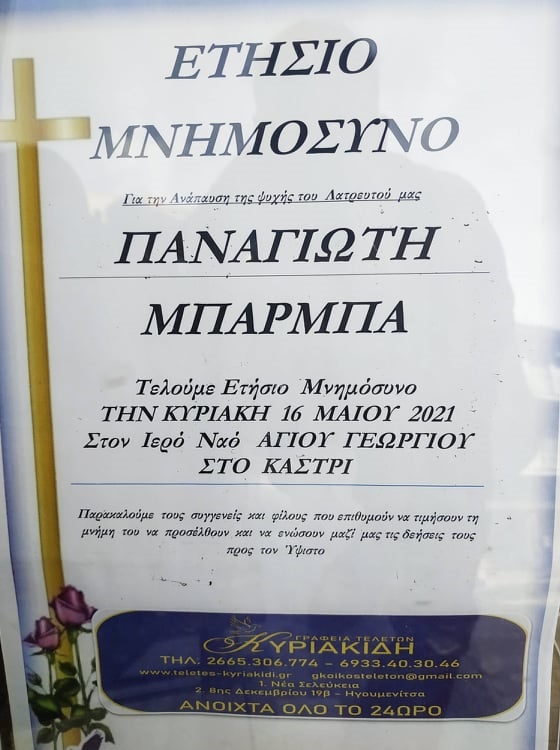 ΕΤΗΣΙΟ
ΜΝΗΜΟΣΥΝΟ
Για την Ανάπαυση της ψυχής του Λατρευτού μας
ΠΑΝΑΓΙΩΤΗ
ΜΠΑΡΜΠΑ
Τελούμε Ετήσιο Μνημόσυνο
ΤΗΝ ΚΥΡΙΑΚΗ 16 ΜΑΙΟΥ 2021
Στον Ιερό Ναό ΑΓΙΟΥ ΓΕΩΡΓΙΟΥ
ΣΤΟ ΚΑΣΤΡΙ
Παρακαλούμε τους συγγενείς και φίλους που επιθυμούν να τιμήσουν τη
μνήμη του να προσέλθουν και να ενώσουν μαζί μας τις δεήσεις τους
προς τον Ύψιστο
ΓΡΑΦΕΙΑ ΤΕΛΕΤΩΝ
ΚΥΡΙΑΚΙΔΗ
ΤΗΛ. 2665.306.774 - 6933.40.30.46
www.teletes-kyriakidi.gr gkoikosteleton@gmail.com
1. Νέα Σελεύκεια
2. 8ης Δεκεμβρίου 19β - Ηγουμενίτσα
ΑΝΟΙΧΤΑ ΟΛΟ ΤΟ 24ΩΡΟ